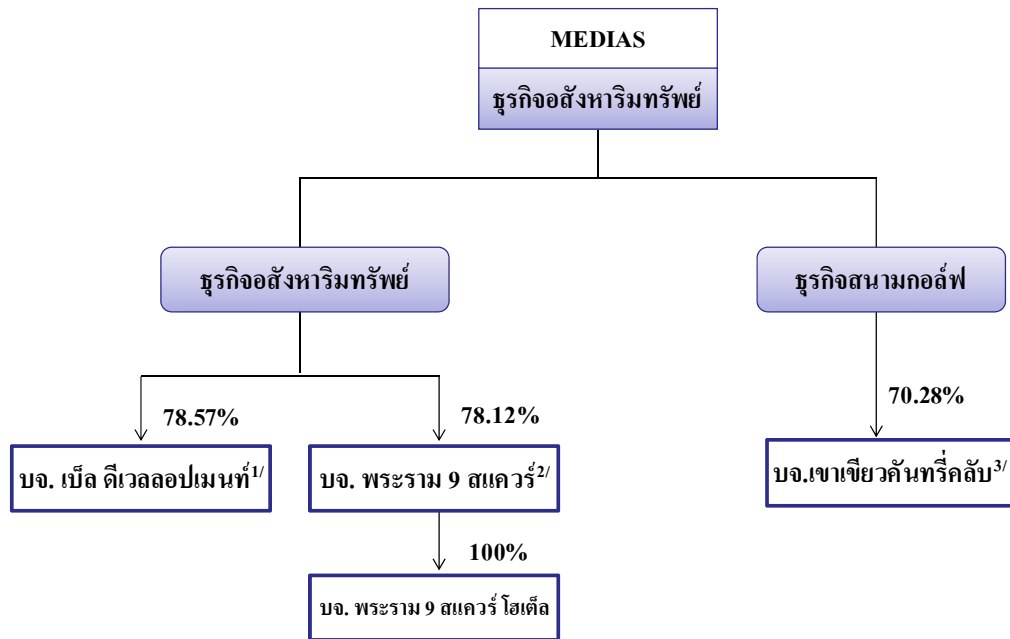 MEDIAS
ธุรกิจอสังหาริมทรัพย์
ธุรกิจอสังหาริมทรัพย์
ธุรกิจสนามกอล์ฟ
78.57%
78.12%
70.28%
บจ. เบ็ล ดีเวลลอปเมนท์1/
บจ. พระราม 9 สแควร์2/
บจ.เขาเขียวคันทรี่คลับ3/
100%
บจ. พระราม 9 สแควร์ โฮเต็ล